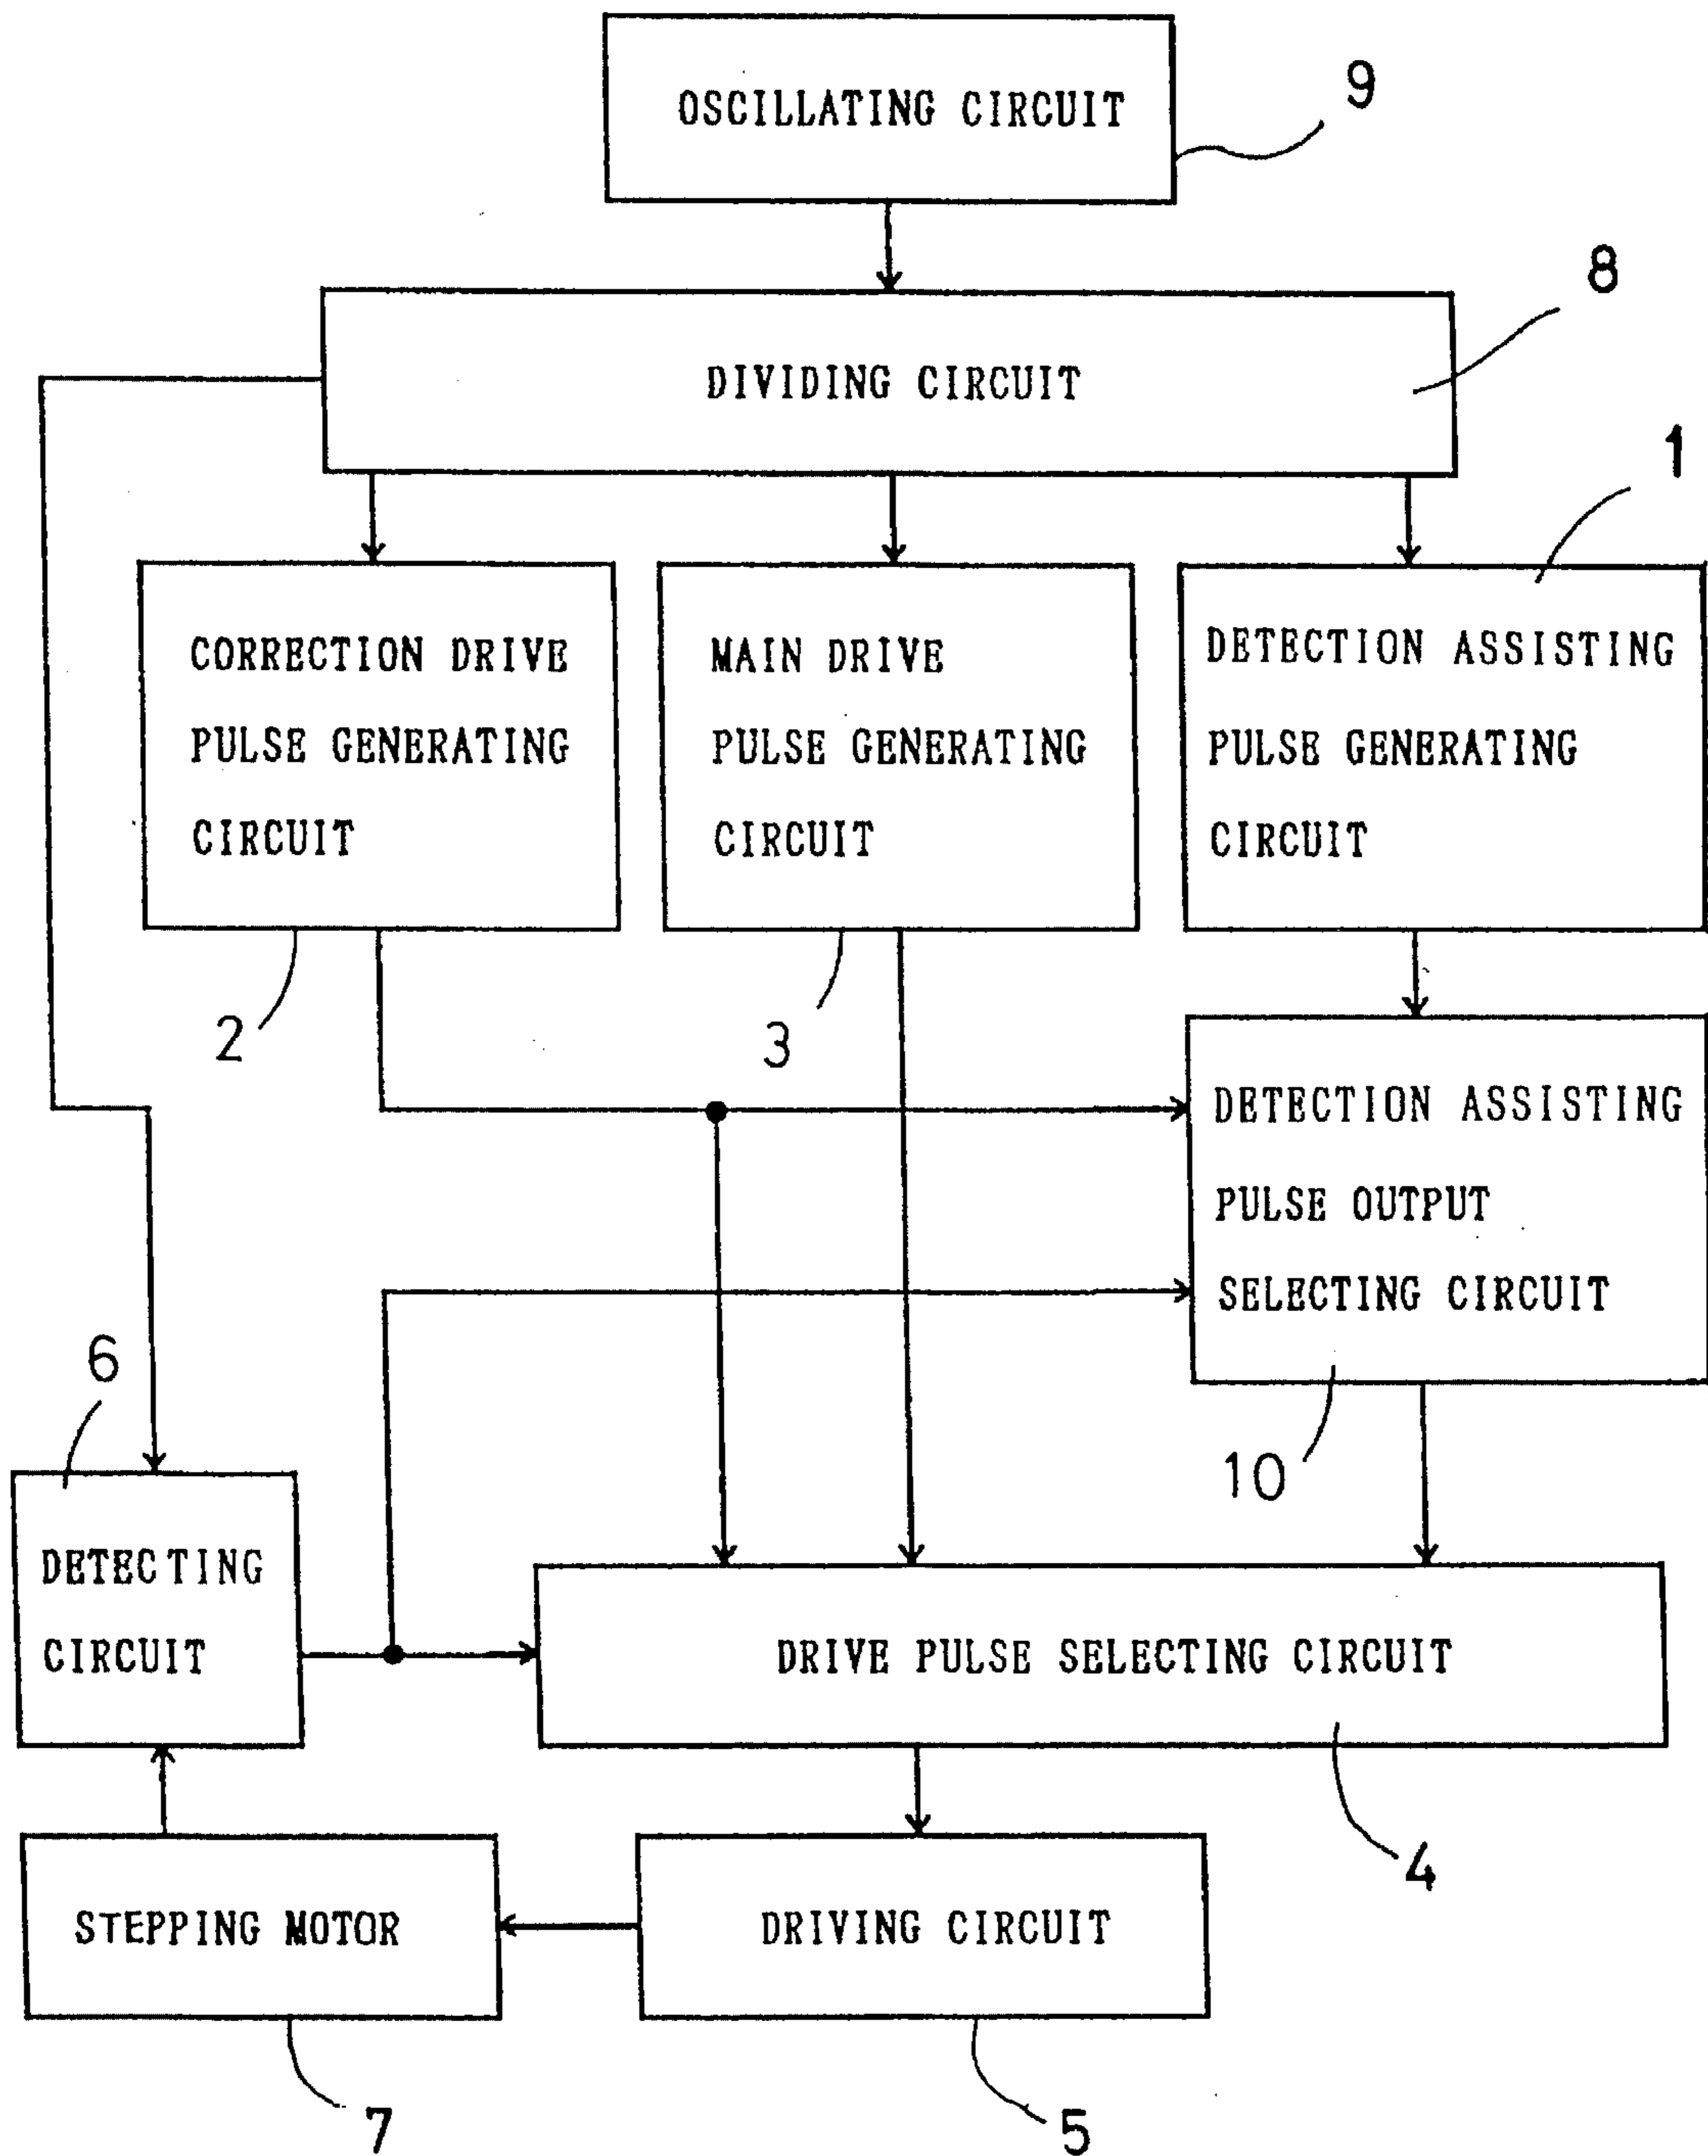 OSCILLATING CIRCUIT
9
8
DIVIDING CIRCUIT
1
CORRECTION DRIVE
PULSE GENERATING
CIRCUIT
MAIN DRIVE
PULSE GENERATING
CIRCUIT
DETECTION ASSISTING
PULSE GENERATING
CIRCUIT
2
3
DETECTION ASSISTING
PULSE OUTPUT
SELECTING CIRCUIT
10
6
DETECTING
CIRCUIT
DRIVE PULSE SELECTING CIRCUIT
4
STEPPING MOTOR
DRIVING CIRCUIT
7
5